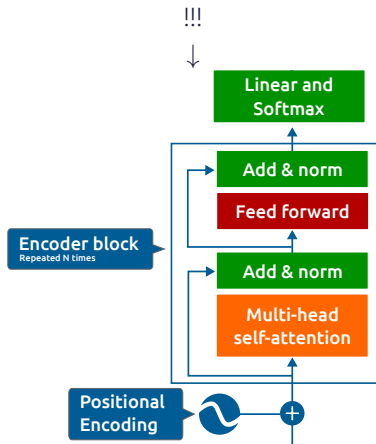 !!!
Linear and
Softmax
Add & norm
Feed forward
Encoder block
Repeated N times
Add & norm
Multi-head
self-attention
Positional
Encoding